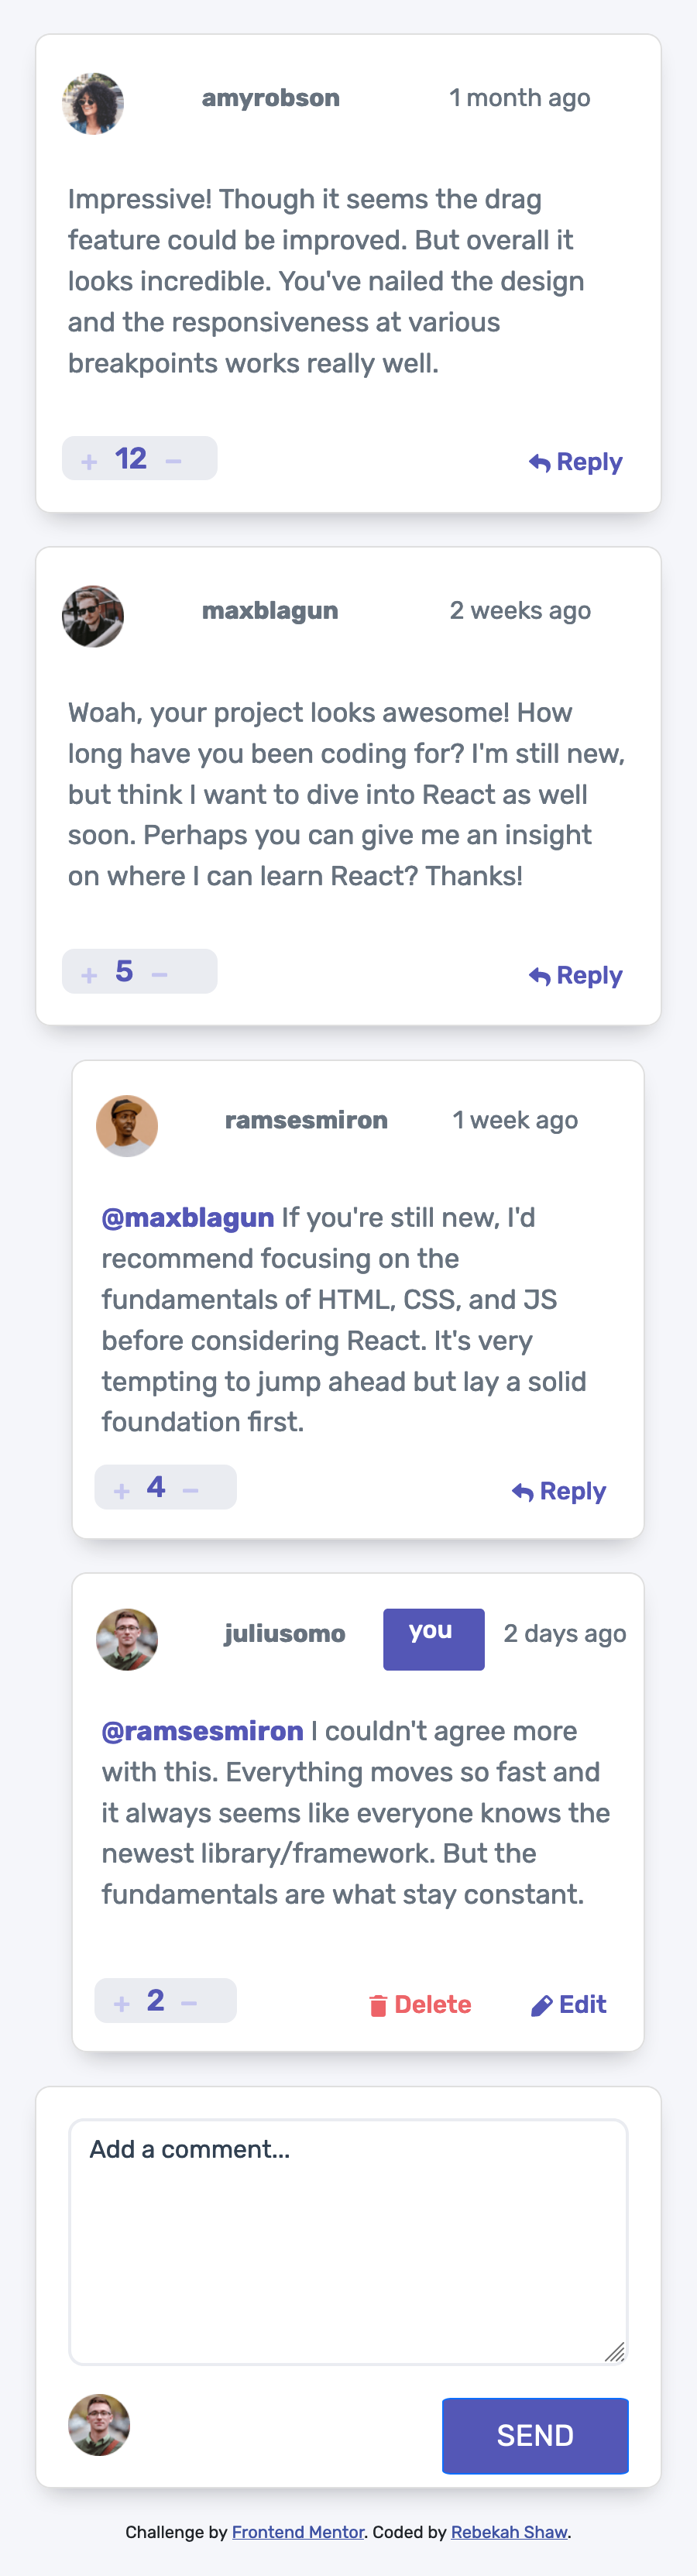 amyrobson 1 month ago
Impressive! Though it seems the drag
feature could be improved. But overall it
looks incredible. You've nailed the design
and the responsiveness at various
breakpoints works really well.
+ 12 − Reply
maxblagun 2 weeks ago
Woah, your project looks awesome! How
long have you been coding for? I'm still new,
but think I want to dive into React as well
soon. Perhaps you can give me an insight
on where I can learn React? Thanks!
+ 5 − Reply
ramsesmiron 1 week ago
@maxblagun If you're still new, I'd
recommend focusing on the
fundamentals of HTML, CSS, and JS
before considering React. It's very
tempting to jump ahead but lay a solid
foundation first.
+ 4 − Reply
juliusomo you 2 days ago
@ramsesmiron I couldn't agree more
with this. Everything moves so fast and
it always seems like everyone knows the
newest library/framework. But the
fundamentals are what stay constant.
+ 2 − Delete Edit
Add a comment...
SEND
Challenge by Frontend Mentor. Coded by Rebekah Shaw.